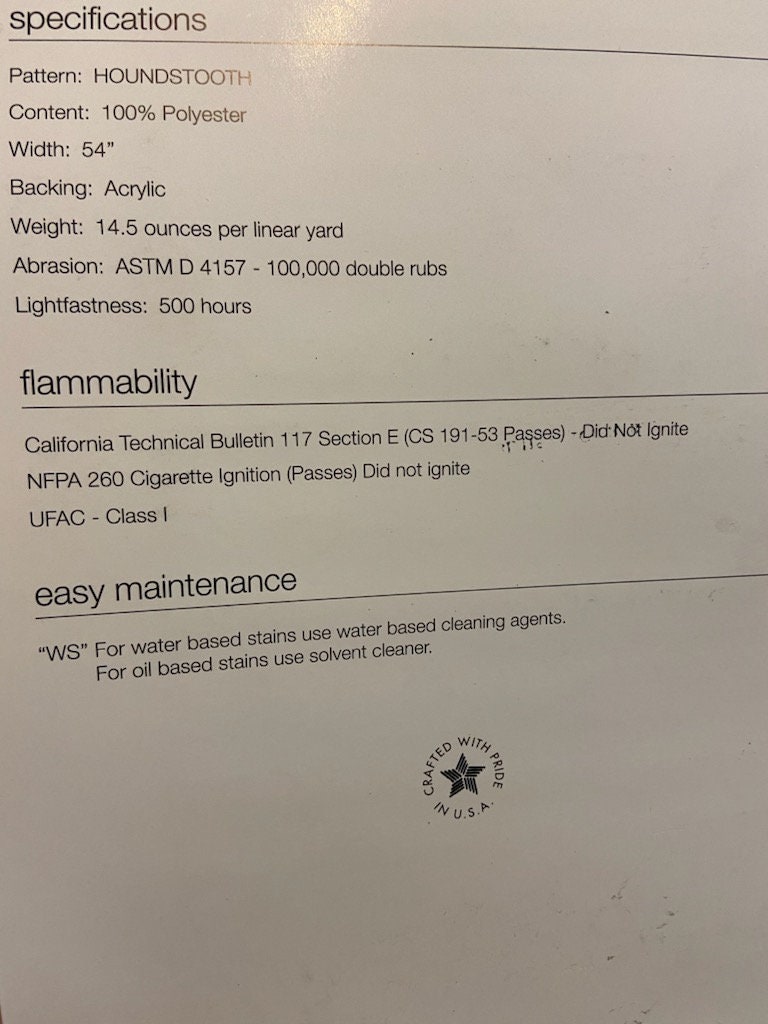 specifications
Pattern: HOUNDSTOOTH
Content: 100% Polyester
Width: 54”
Backing: Acrylic
Weight: 14.5 ounces per linear yard
Abrasion: ASTM D 4157 - 100,000 double rubs
Lightfastness: 500 hours
flammability
California Technical Bulletin 117 Section E (CS 191-53 Passes) - Did Not Ignite
NFPA 260 Cigarette Ignition (Passes) Did not ignite
UFAC - Class I
easy maintenance
“WS” For water based stains use water based cleaning agents.
For oil based stains use solvent cleaner.
CRAFTED WITH PRIDE
IN U.S.A.